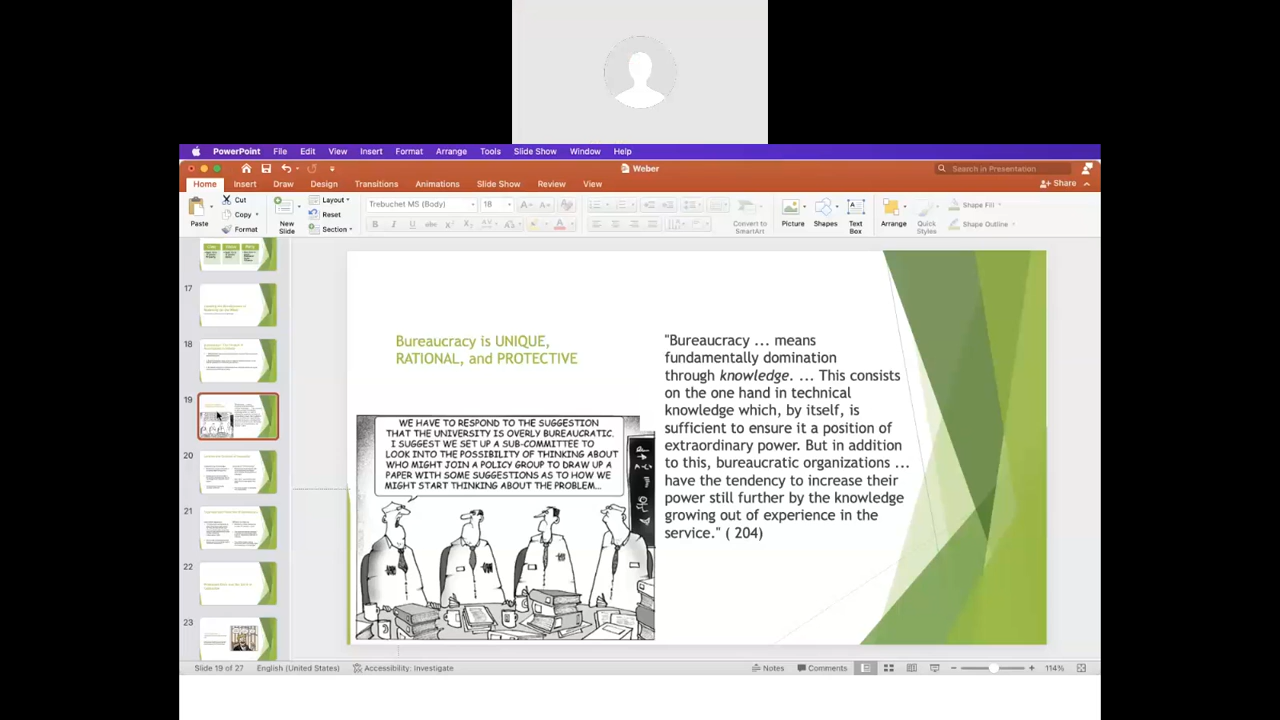 PowerPoint File Edit View Insert Format Arrange Tools Slide Show Window Help
Weber
Search in Presentation
Home Insert Draw Design Transitions Animations Slide Show Review View
Share
Paste
Cut
Copy
Format
New
Slide
Layout
Reset
Section
Trebuchet MS (Body)
18
Convert to
SmartArt
Picture
Shapes
Text
Box
Arrange
Quick
Styles
Shape Fill
Shape Outline
17
18
19
20
21
22
23
Bureaucracy is UNIQUE,
RATIONAL, and PROTECTIVE
WE HAVE TO RESPOND TO THE SUGGESTION
THAT THE UNIVERSITY IS OVERLY BUREAUCRATIC.
I SUGGEST WE SET UP A SUB-COMMITTEE TO
LOOK INTO THE POSSIBILITY OF THINKING ABOUT
WHO MIGHT JOIN A POLICY GROUP TO DRAW UP A
PAPER WITH SOME SUGGESTIONS AS TO HOW WE
MIGHT START THINKING ABOUT THE PROBLEM...
"Bureaucracy ... means
fundamentally domination
through knowledge. ... This consists
on the one hand in technical
knowledge which, by itself, is
sufficient to ensure it a position of
extraordinary power. But in addition
to this, bureaucratic organizations ...
have the tendency to increase their
power still further by the knowledge
growing out of experience in the
service." ( 204)
Slide 19 of 27
English (United States)
Accessibility: Investigate
Notes
Comments
114%